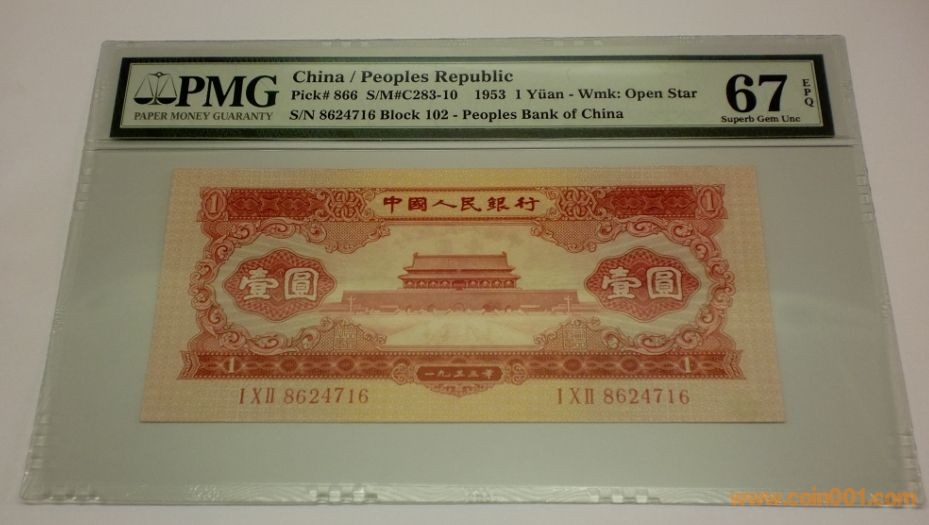 PMG
PAPER MONEY GUARANTY
China / Peoples Republic
Pick# 866 S/M#C283-10 1953 1 Yüan - Wmk: Open Star
S/N 8624716 Block 102 - Peoples Bank of China
67
EPQ
Superb Gem Unc
1 中國人民銀行 1
壹圓 壹圓
1 一九五三年 1
I X II 8624716 I X II 8624716
www.coin001.com